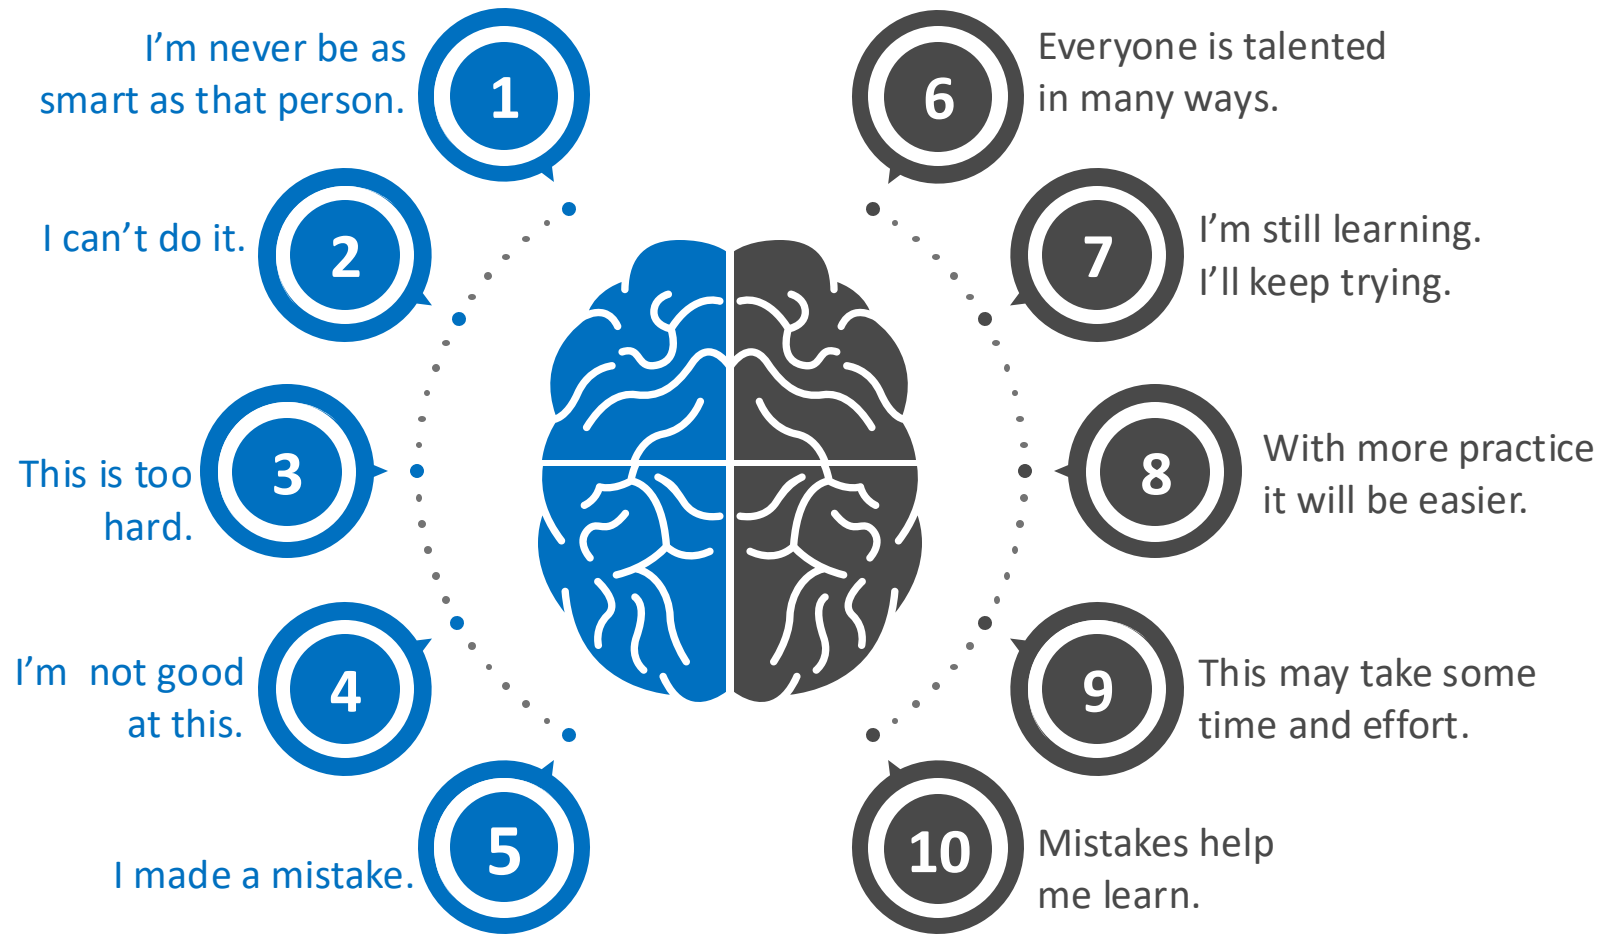 I’m never be as
smart as that person.
1
I can’t do it.
2
This is too
hard.
3
I’m  not good
at this.
4
I made a mistake.
5
6
Everyone is talented
in many ways.
7
I’m still learning.
I’ll keep trying.
8
With more practice
it will be easier.
9
This may take some
time and effort.
10
Mistakes help
me learn.